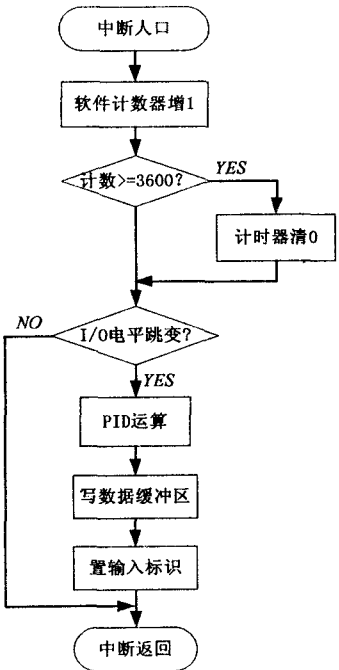 中断人口
软件计数器增1
计数>=3600?
YES
计时器清0
I/O电平跳变?
NO
YES
PID运算
写数据缓冲区
置输入标识
中断返回